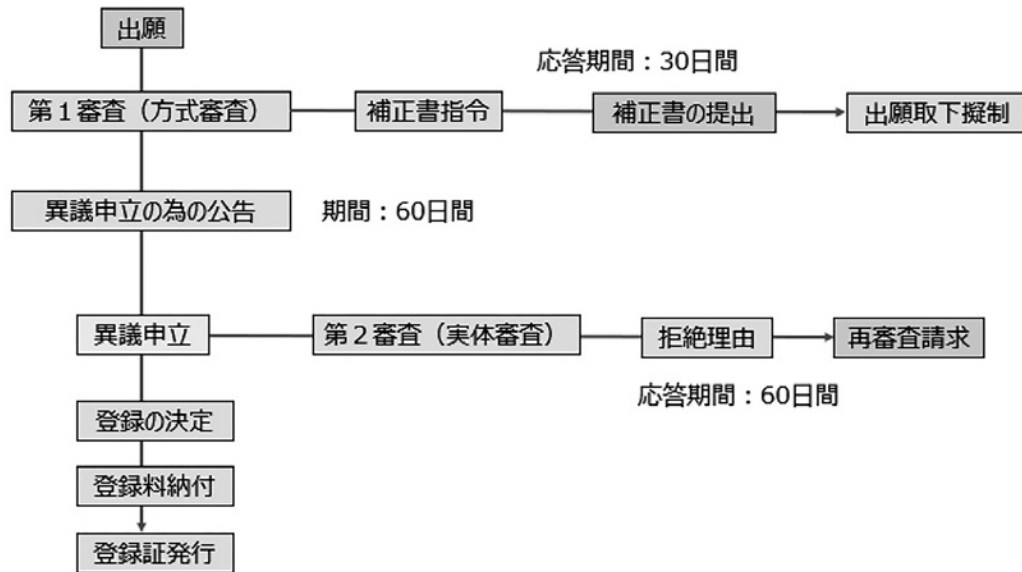 出願
応答期間：30日間
第１審査（方式審査）
補正書指令
補正書の提出
出願取下擬制
異議申立の為の公告
期間：60日間
異議申立
第２審査（実体審査）
拒絶理由
再審査請求
応答期間：60日間
登録の決定
登録料納付
登録証発行